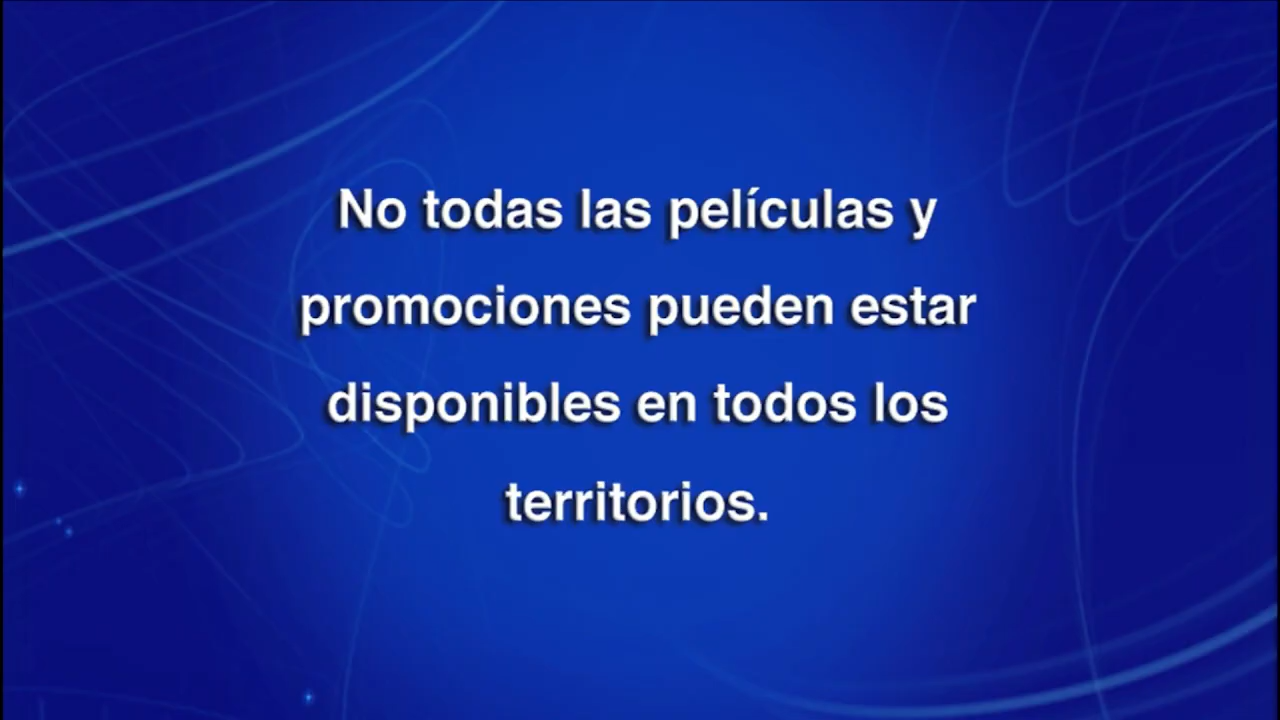 No todas las películas y
promociones pueden estar
disponibles en todos los
territorios.